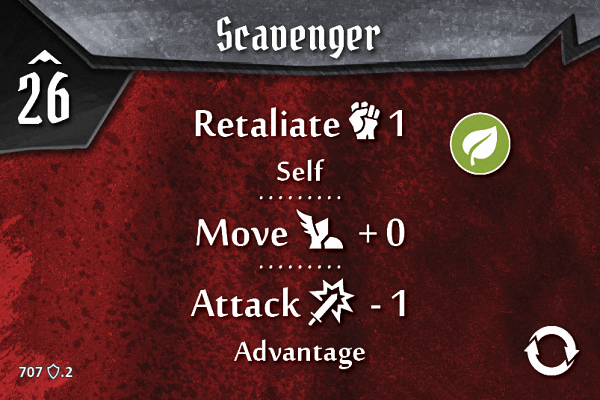 Scavenger
26
Retaliate 1
Self
Move + 0
Attack - 1
Advantage
707 .2